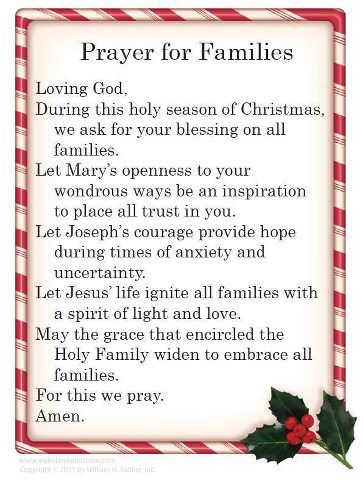 Prayer for Families
Loving God,
During this holy season of Christmas,
we ask for your blessing on all
families.
Let Mary's openness to your
wondrous ways be an inspiration
to place all trust in you.
Let Joseph's courage provide hope
during times of anxiety and
uncertainty.
Let Jesus' life ignite all families with
a spirit of light and love.
May the grace that encircled the
Holy Family widen to embrace all
families.
For this we pray.
Amen.
www.webelieveandshare.com
Copyright © 2011 by William H. Sadlier, Inc.